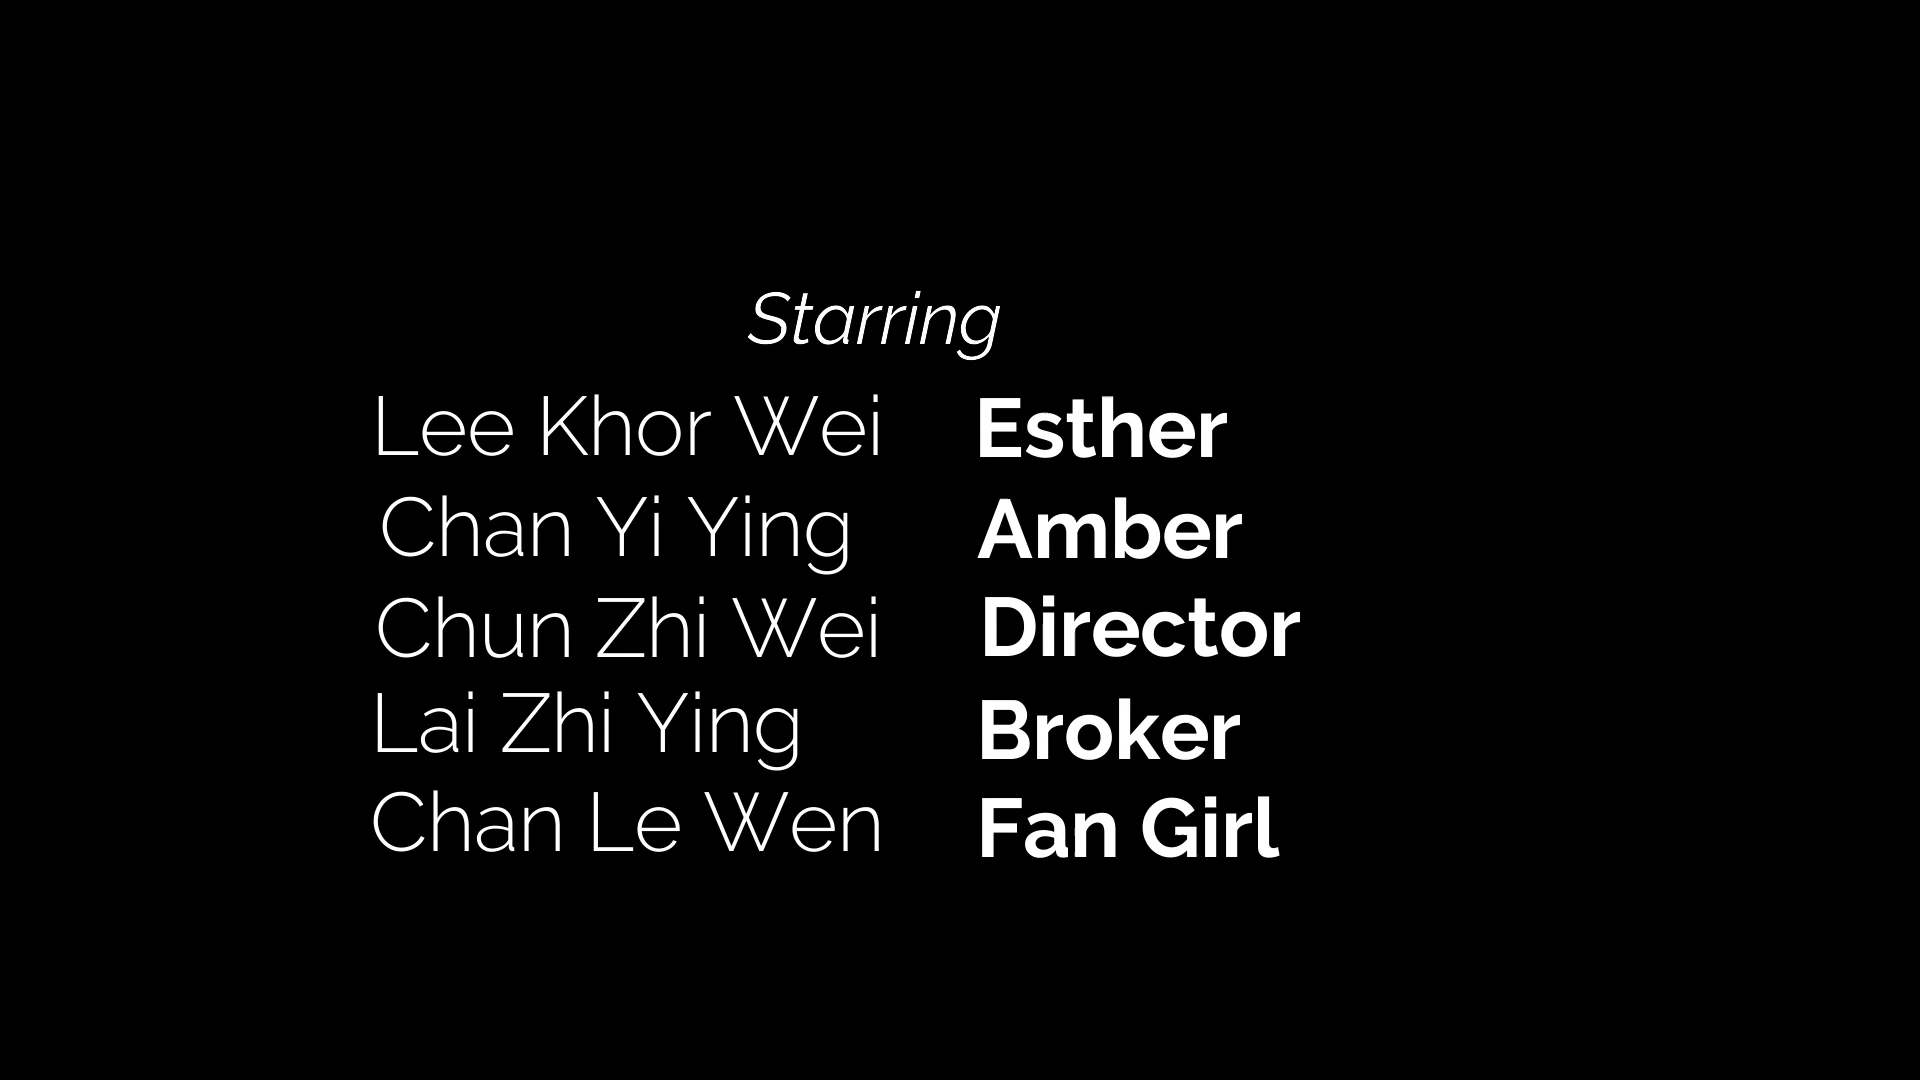 Starring
Lee Khor Wei Esther
Chan Yi Ying Amber
Chun Zhi Wei Director
Lai Zhi Ying Broker
Chan Le Wen Fan Girl